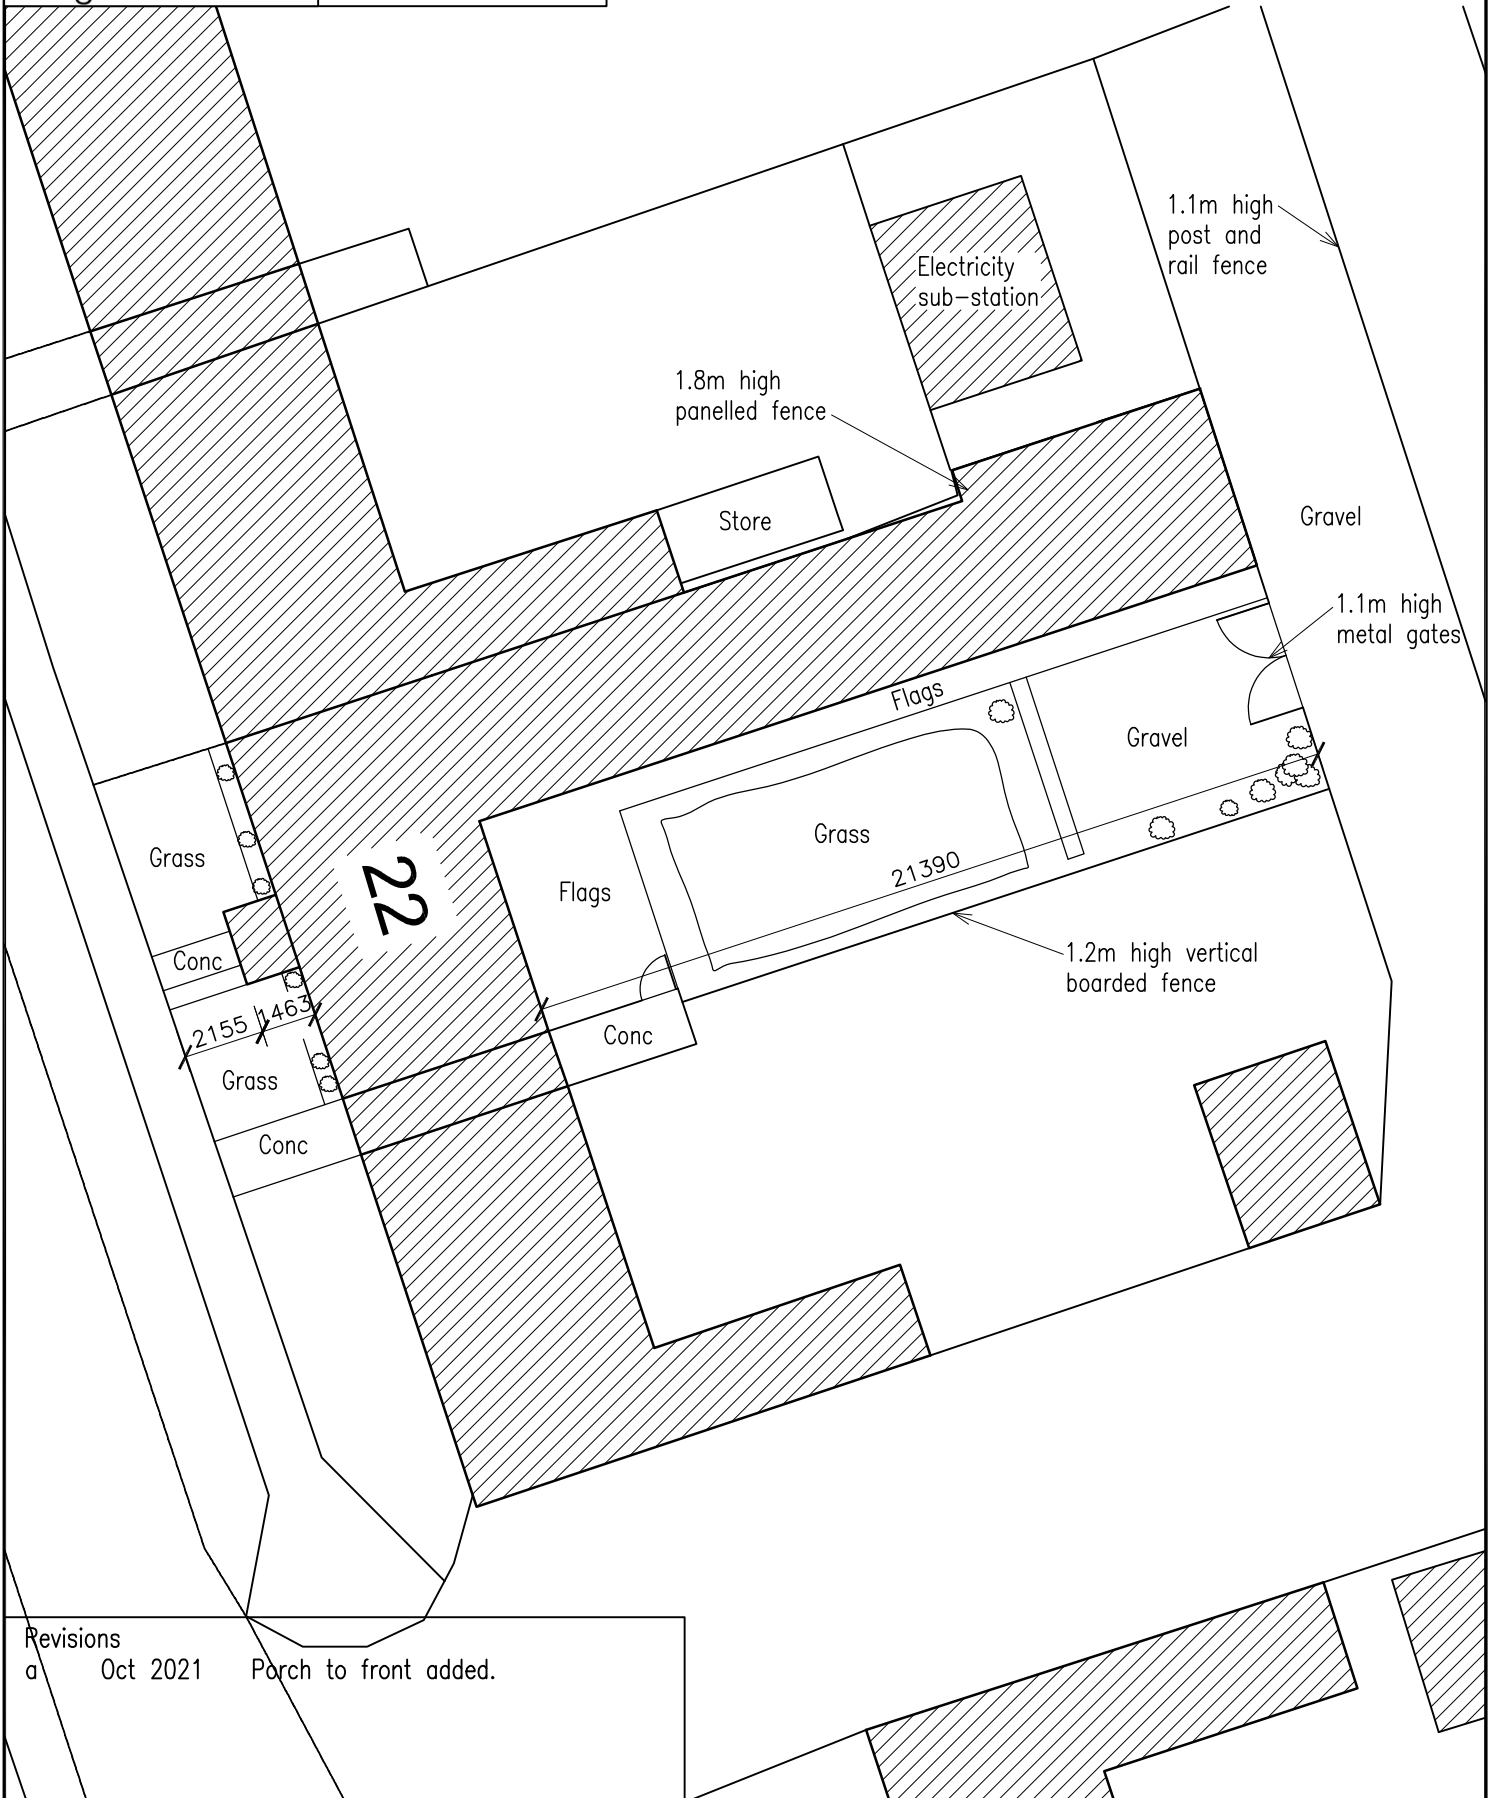 1.1m high
post and
rail fence
Electricity
sub-station
1.8m high
panelled fence
Store
Gravel
1.1m high
metal gates
Flags
Gravel
Grass
21390
Grass
22
Flags
Conc
1.2m high vertical
boarded fence
2155
1463
Conc
Grass
Conc
Revisions
a Oct 2021 Porch to front added.